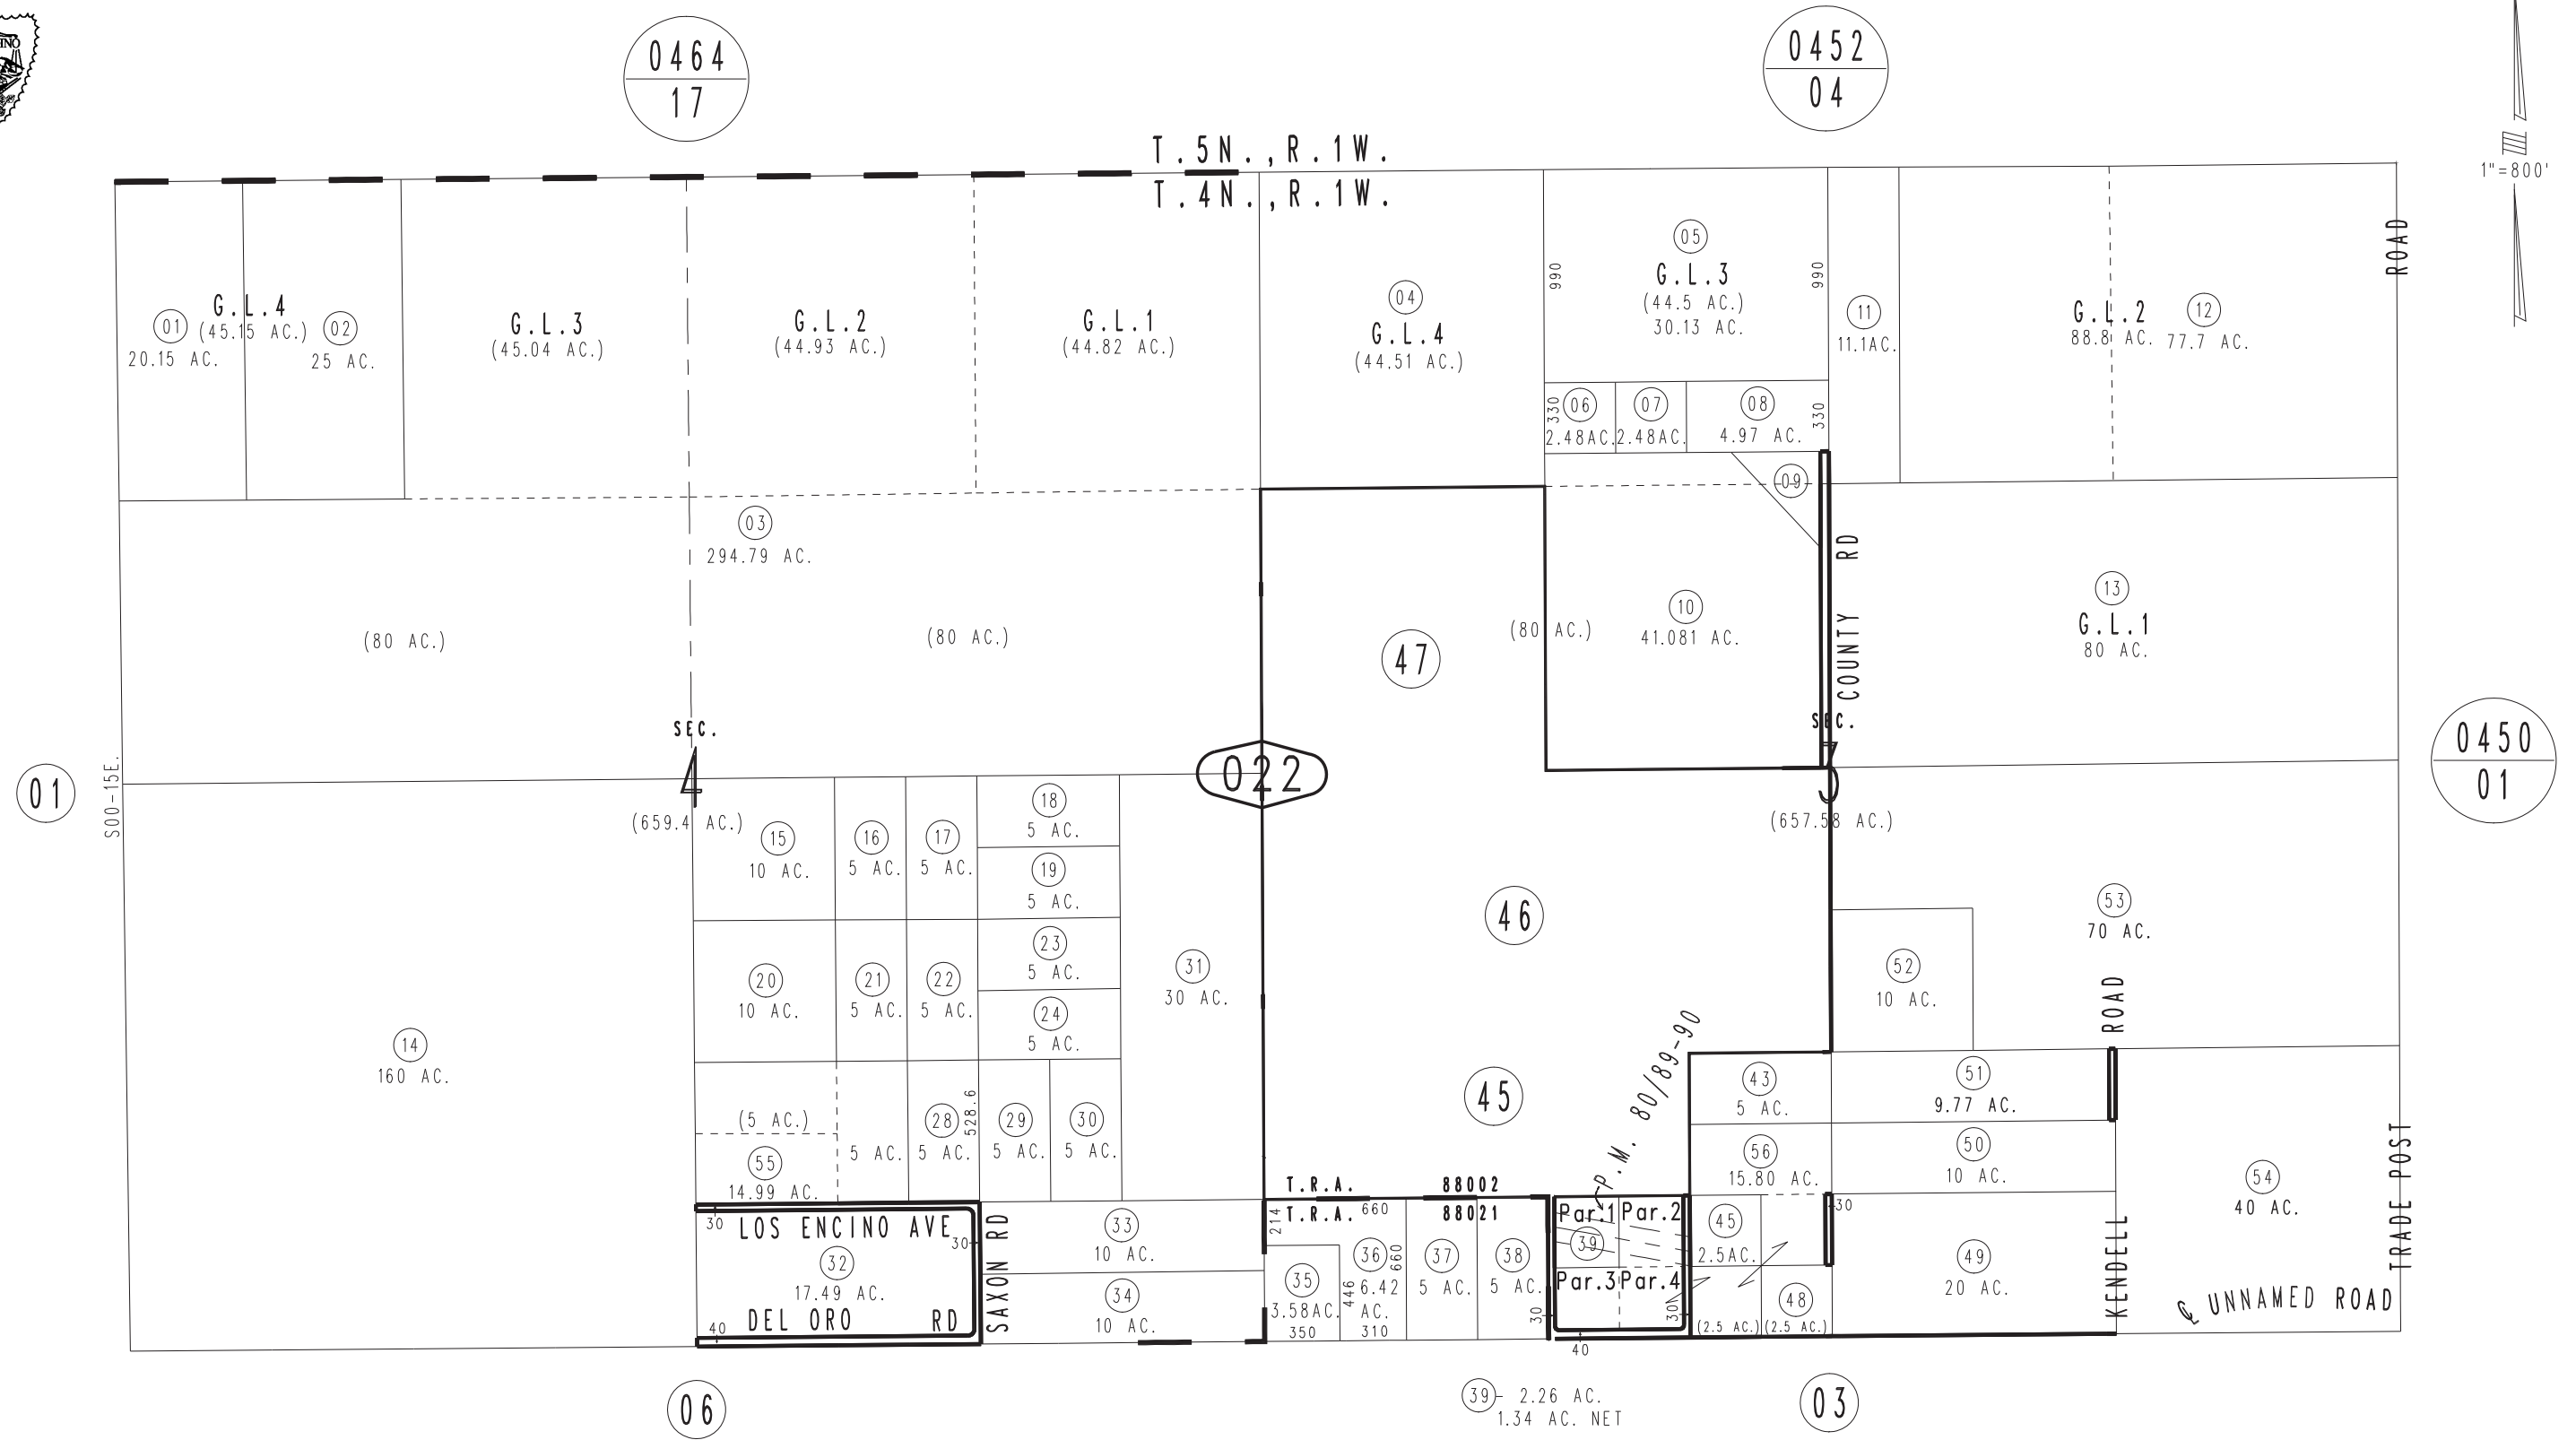 0464
17
0452
04
T.5N.,R.1W.
T.4N.,R.1W.
1"=800'
ROAD
01
20.15 AC.
G.L.4
(45.15 AC.)
02
25 AC.
G.L.3
(45.04 AC.)
G.L.2
(44.93 AC.)
G.L.1
(44.82 AC.)
04
G.L.4
(44.51 AC.)
990
05
G.L.3
(44.5 AC.)
30.13 AC.
990
11
11.1AC.
G.L.2
88.8 AC.
12
77.7 AC.
330
06
2.48AC.
07
2.48AC.
08
4.97 AC.
330
09
03
294.79 AC.
(80 AC.)
(80 AC.)
47
(80 AC.)
10
41.081 AC.
COUNTY RD
13
G.L.1
80 AC.
SEC.
4
(659.4 AC.)
022
SEC.
3
(657.58 AC.)
01
S00-15E.
0450
01
14
160 AC.
15
10 AC.
16
5 AC.
17
5 AC.
18
5 AC.
19
5 AC.
20
10 AC.
21
5 AC.
22
5 AC.
23
5 AC.
24
5 AC.
31
30 AC.
46
45
53
70 AC.
52
10 AC.
ROAD
(5 AC.)
55
14.99 AC.
5 AC.
28
5 AC.
528.6
29
5 AC.
30
5 AC.
P.M. 80/89-90
43
5 AC.
51
9.77 AC.
56
15.80 AC.
50
10 AC.
54
40 AC.
TRADE POST
T.R.A. 88002
T.R.A. 88021
660
30
LOS ENCINO AVE
30
32
17.49 AC.
40
DEL ORO RD
SAXON RD
33
10 AC.
34
10 AC.
214
35
3.58AC.
350
446
36
6.42
AC.
310
660
37
5 AC.
38
5 AC.
30
Par.1
Par.2
39
Par.3
Par.4
30
40
45
2.5AC.
(2.5 AC.)
48
(2.5 AC.)
30
49
20 AC.
KENDELL
UNNAMED ROAD
06
39 - 2.26 AC.
1.34 AC. NET
03